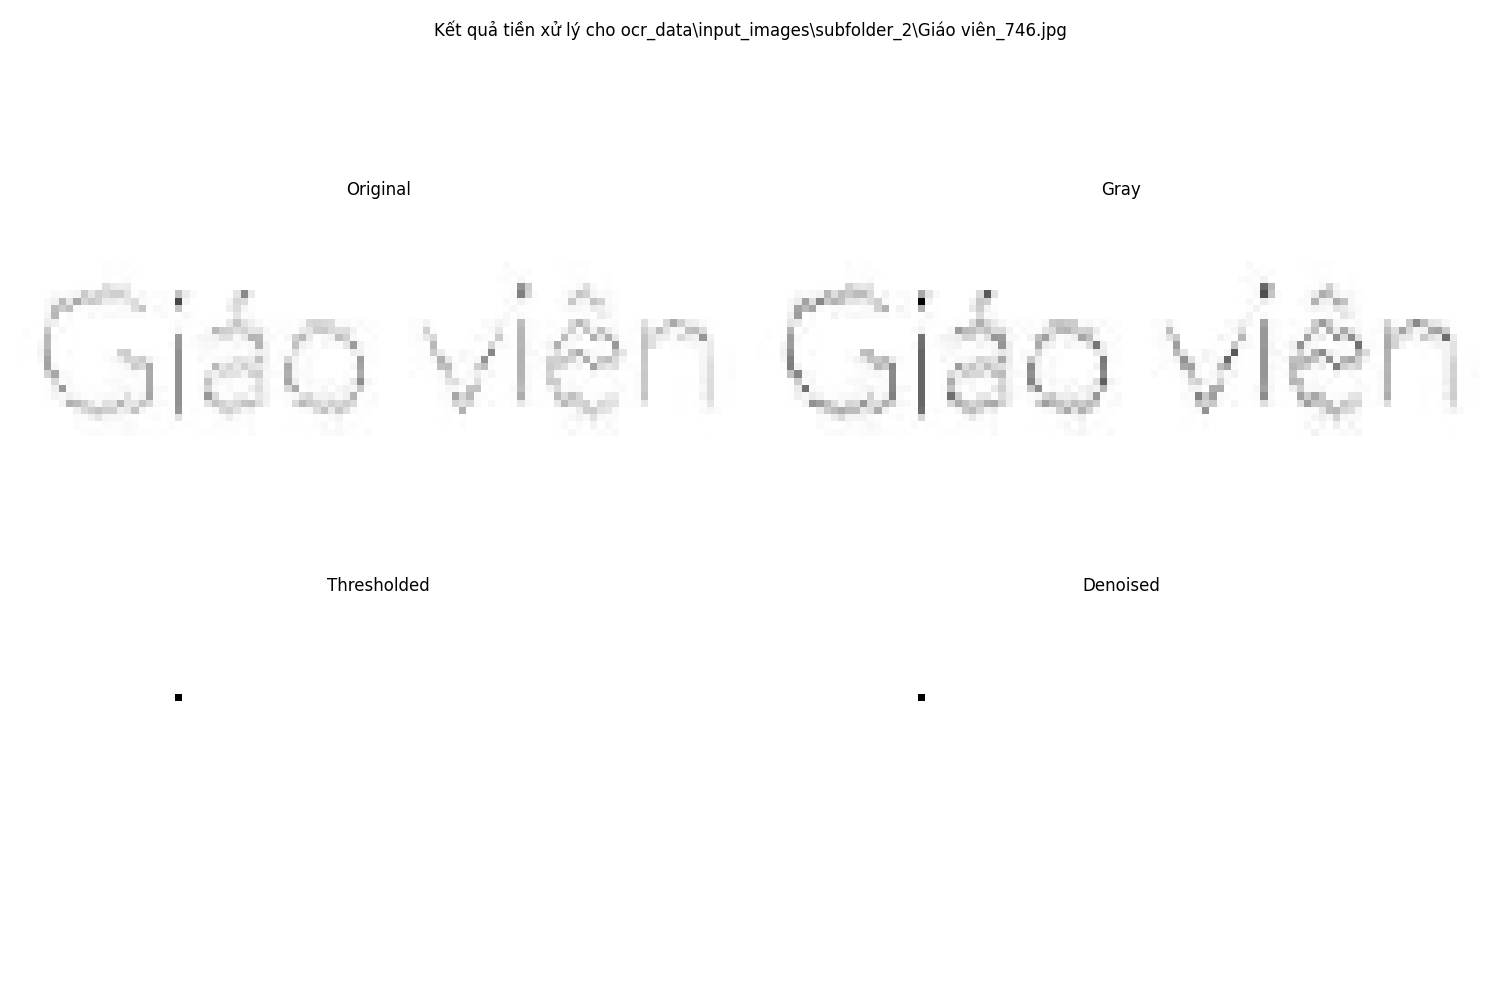 Kết quả tiền xử lý cho ocr_data\input_images\subfolder_2\Giáo viên_746.jpg
Original
Gray
Giáo viên
Giáo viên
Thresholded
Denoised